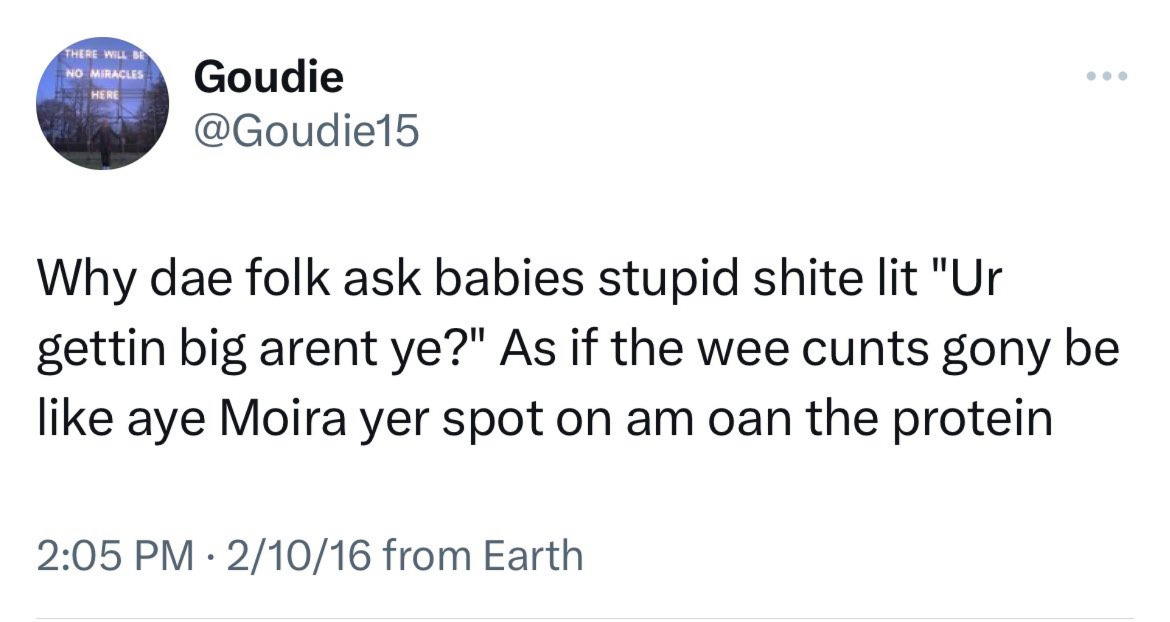 THERE WILL BE
NO MIRACLES
HERE
Goudie
@Goudie15
Why dae folk ask babies stupid shite lit "Ur
gettin big arent ye?" As if the wee cunts gony be
like aye Moira yer spot on am oan the protein
2:05 PM · 2/10/16 from Earth